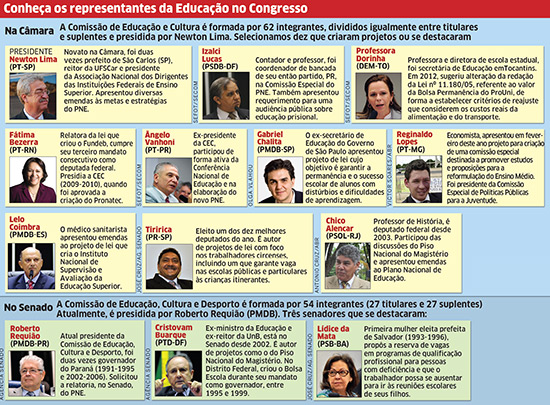 Conheça os representantes da Educação no Congresso
Na Câmara
A Comissão de Educação e Cultura é formada por 62 integrantes, divididos igualmente entre titulares
e suplentes e presidida por Newton Lima. Selecionamos dez que criaram projetos ou se destacaram
PRESIDENTE
Newton Lima
(PT-SP)
Novato na Câmara, foi duas
vezes prefeito de São Carlos (SP),
reitor da UFSCar e presidente
da Associação Nacional dos Dirigentes
das Instituições Federais de Ensino
Superior. Apresentou diversas
emendas às metas e estratégias
do PNE.
SEFOT/SECOM
Izalci
Lucas
(PSDB-DF)
Contador e professor, foi
coordenador de bancada
de seu então partido, PR,
na Comissão Especial do
PNE. Também apresentou
requerimento para uma
audiência pública sobre
educação prisional.
SEFOT/SECOM
Professora
Dorinha
(DEM-TO)
Professora e diretora de escola estadual,
foi secretária de Educação emTocantins.
Em 2012, sugeriu alteração da redação
da Lei nº 11.180/05, referente ao valor
da Bolsa Permanência do ProUni, de
forma a estabelecer critérios de reajuste
que considerem os custos reais da
alimentação e do transporte.
Fátima
Bezerra
(PT-RN)
Relatora da lei que
criou o Fundeb, cumpre
seu terceiro mandato
consecutivo como
deputada federal.
Presidia a CEC
(2009-2010), quando
foi aprovada à
criação do Pronatec.
Ângelo
Vanhoni
(PT-PR)
Ex-presidente
da CEC,
participou de
forma ativa da
Conferência
Nacional de
Educação e da
elaboração do
novo PNE.
SEFOT/SECOM
Gabriel
Chalita
(PMDB-SP)
O ex-secretário
de Educação do
Governo de São
Paulo apresentou
projeto de lei cujo
objetivo é garantir
a permanência e o
sucesso escolar de
alunos com
distúrbios e
dificuldades de
aprendizagem.
OLGA VLAHOU
Reginaldo
Lopes
(PT-MG)
Economista, apresentou em feve-
reiro deste ano projeto para criação
de uma comissão especial
destinada a promover estudos
e proposições para
a reformulação do Ensino Médio.
Foi presidente da
Comissão Especial de Políticas Públicas
para a Juventude.
Lelo
Coimbra
(PMDB-ES)
O médico sanitarista
apresentou emendas
ao projeto de lei que
cria o Instituto
Nacional de
Supervisão e
Avaliação da
Educação Superior.
Tiririca
(PR-SP)
Eleito um dos dez melhores
deputados do ano. É autor
de projetos de lei com foco
nos trabalhadores circenses,
incluindo um que garante vaga
nas escolas públicas e particulares
às crianças itinerantes.
Chico
Alencar
(PSOL-RJ)
Professor de História, é
deputado federal desde
2003. Participou das
discussões do Piso
Nacional do Magistério
e apresentou emendas
ao Plano Nacional de
Educação.
ANTONIO CRUZ/ABR
No Senado
A Comissão de Educação, Cultura e Desporto é formada por 54 integrantes (27 titulares e 27 suplentes)
Atualmente, é presidida por Roberto Requião (PMDB). Três senadores que se destacaram:
Roberto
Requião
(PMDB-PR)
Atual presidente da
Comissão de Educação,
Cultura e Desporto, foi
duas vezes governador
do Paraná (1991-1995
e 2002-2006). Solicitou
a relatoria, no Senado,
do PNE.
AGÊNCIA SENADO
Cristovam
Buarque
(PTD-DF)
Ex-ministro da Educação e
ex-reitor da UnB, está no
Senado desde 2002. É autor
de projetos como o do Piso
Nacional do Magistério. No
Distrito Federal, criou o Bolsa
Escola durante seu mandato
como governador, entre
1995 e 1999.
AGÊNCIA SENADO
Lídice da
Mata
(PSB-BA)
Primeira mulher eleita prefeita
de Salvador (1993-1996),
propôs a reserva de vagas
em programas de qualificação
profissional para pessoas
com deficiência e que o
trabalhador possa se ausentar
para ir às reuniões escolares
de seus filhos.
JOSÉ CRUZ/AG. SENADO